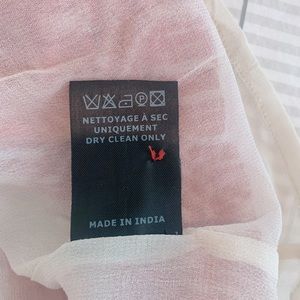 NETTOYAGE À SEC
UNIQUEMENT
DRY CLEAN ONLY
MADE IN INDIA